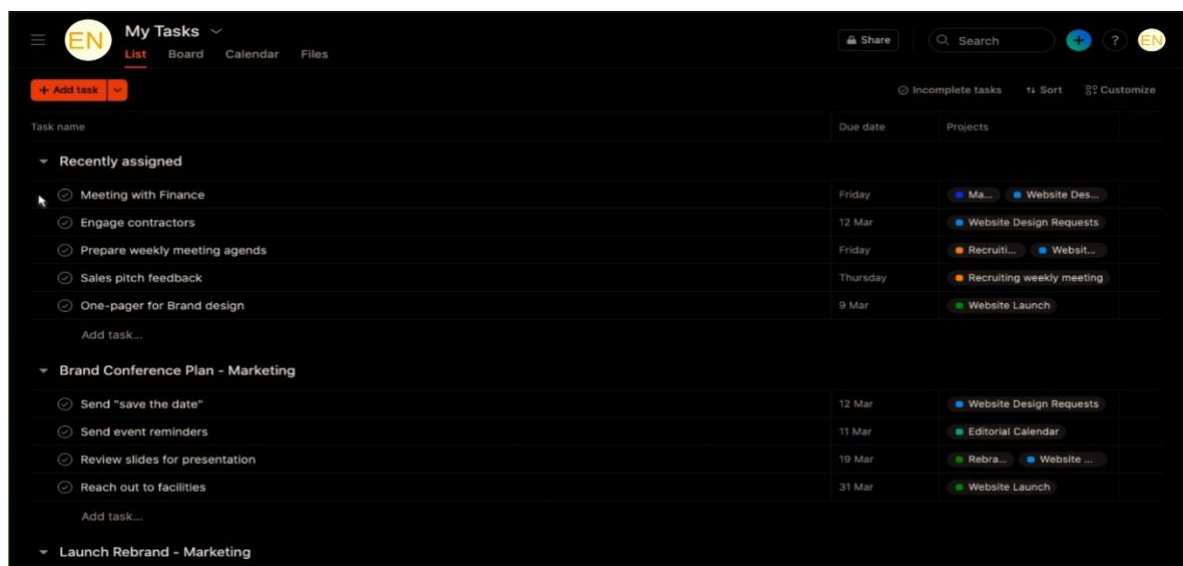 EN My Tasks
List Board Calendar Files
Share Search + ? EN
+ Add task Incomplete tasks Sort Customize
Task name Due date Projects
Recently assigned
Meeting with Finance Friday Ma... Website Des...
Engage contractors 12 Mar Website Design Requests
Prepare weekly meeting agends Friday Recruiti... Websit...
Sales pitch feedback Thursday Recruiting weekly meeting
One-pager for Brand design 9 Mar Website Launch
Add task...
Brand Conference Plan - Marketing
Send "save the date" 12 Mar Website Design Requests
Send event reminders 11 Mar Editorial Calendar
Review slides for presentation 19 Mar Rebra... Website ...
Reach out to facilities 31 Mar Website Launch
Add task...
Launch Rebrand - Marketing